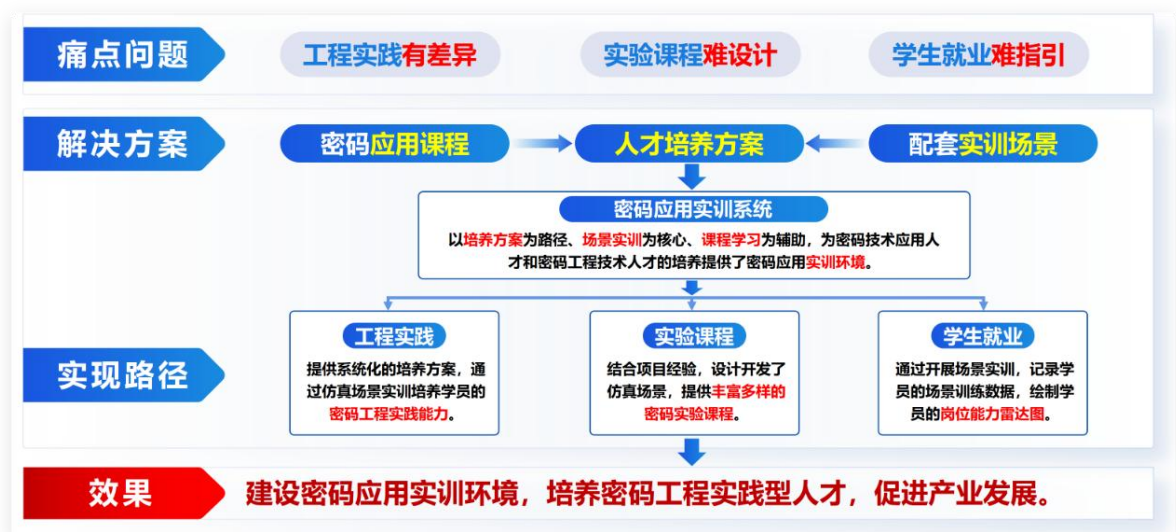 痛点问题
工程实践有差异
实验课程难设计
学生就业难指引
解决方案
密码应用课程
人才培养方案
配套实训场景
密码应用实训系统
以培养方案为路径、场景实训为核心、课程学习为辅助，为密码技术应用人
才和密码工程技术人才的培养提供了密码应用实训环境。
实现路径
工程实践
提供系统化的培养方案，通
过仿真场景实训培养学员的
密码工程实践能力。
实验课程
结合项目经验，设计开发了
仿真场景，提供丰富多样的
密码实验课程。
学生就业
通过开展场景实训，记录学
员的场景训练数据，绘制学
员的岗位能力雷达图。
效果
建设密码应用实训环境，培养密码工程实践型人才，促进产业发展。